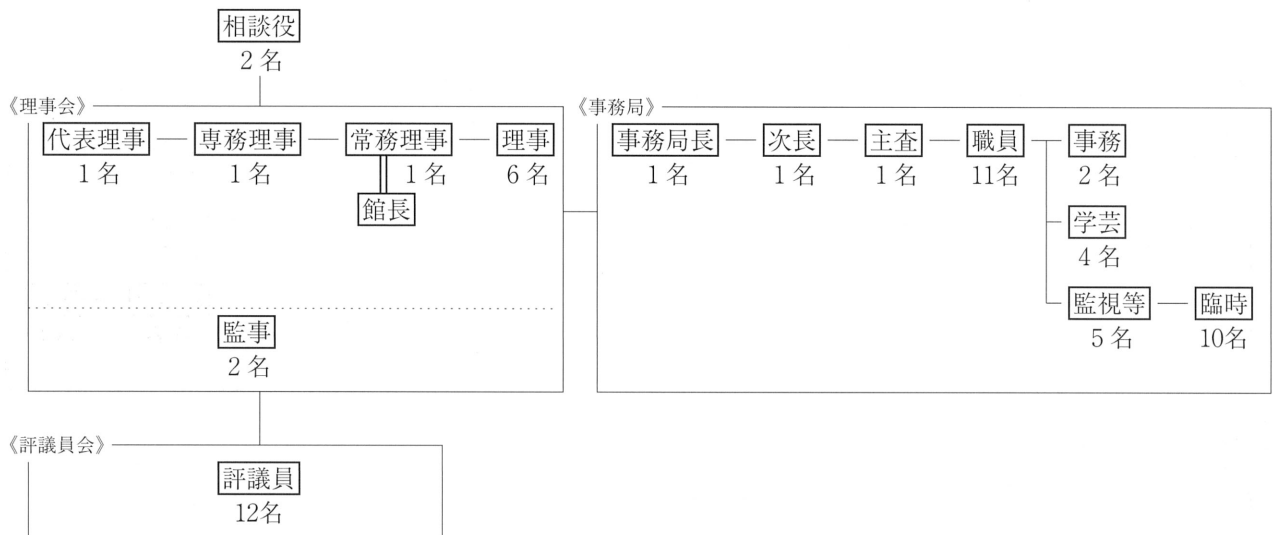 相談役
2名
《理事会》
代表理事 専務理事 常務理事 理事
1名 1名 1名 6名
館長
監事
2名
《事務局》
事務局長 次長 主査 職員 事務
1名 1名 1名 11名 2名
学芸
4名
監視等 臨時
5名 10名
《評議員会》
評議員
12名